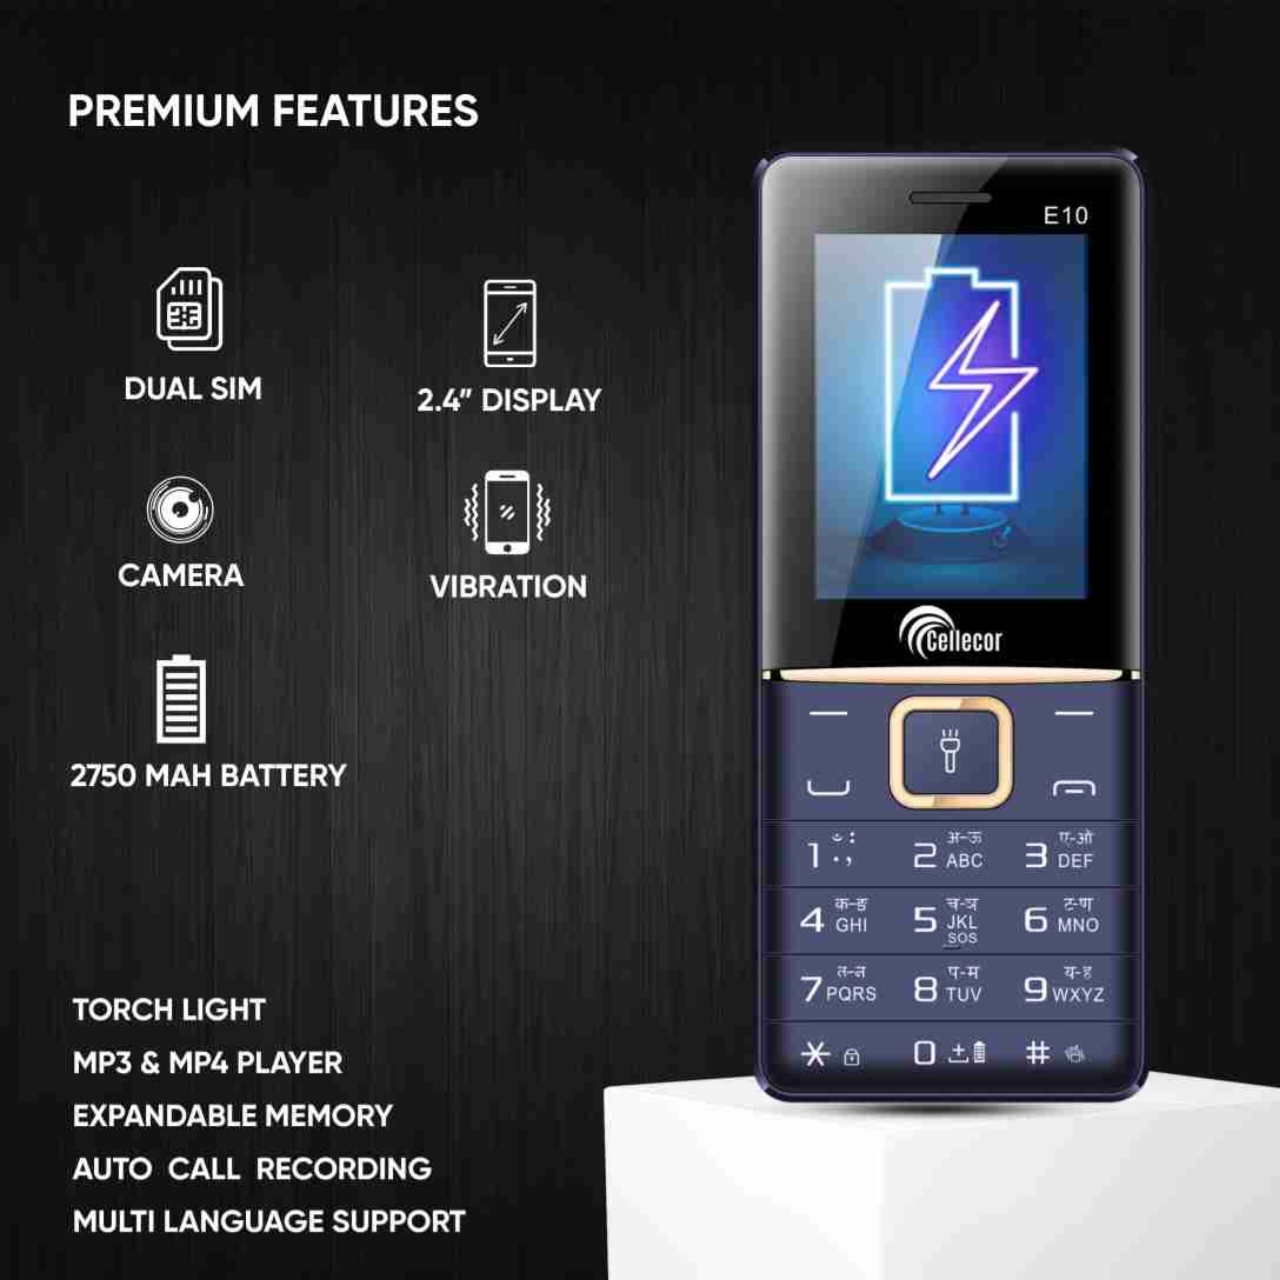 PREMIUM FEATURES
DUAL SIM
2.4" DISPLAY
CAMERA
VIBRATION
2750 MAH BATTERY
TORCH LIGHT
MP3 & MP4 PLAYER
EXPANDABLE MEMORY
AUTO CALL RECORDING
MULTI LANGUAGE SUPPORT
E10
Cellecor
1 2 अ-ऊ ABC 3 ए-ओ DEF
4 क-ङ GHI 5 च-ञ JKL SOS 6 ट-ण MNO
7 त-न PQRS 8 प-म TUV 9 य-ह WXYZ
* 0 + #